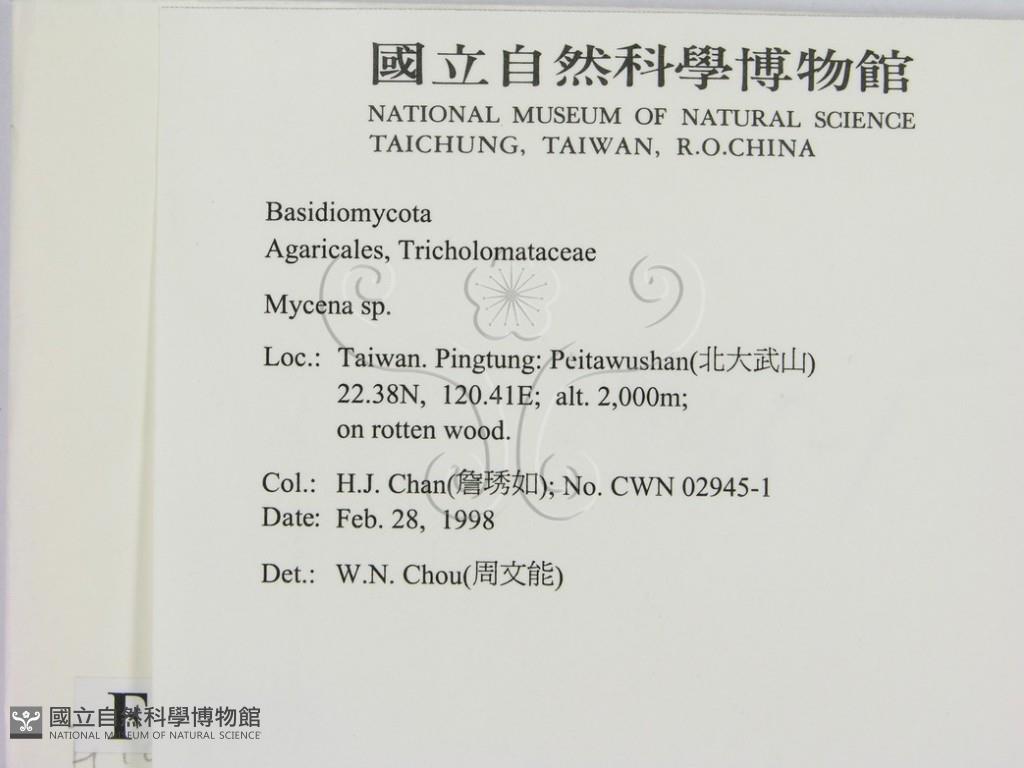 國立自然科學博物館
NATIONAL MUSEUM OF NATURAL SCIENCE
TAICHUNG, TAIWAN, R.O.CHINA
Basidiomycota
Agaricales, Tricholomataceae
Mycena sp.
Loc.: Taiwan. Pingtung: Peitawushan(北大武山)
22.38N, 120.41E; alt. 2,000m;
on rotten wood.
Col.: H.J. Chan(詹琇如); No. CWN 02945-1
Date: Feb. 28, 1998
Det.: W.N. Chou(周文能)
F
國立自然科學博物館
NATIONAL MUSEUM OF NATURAL SCIENCE